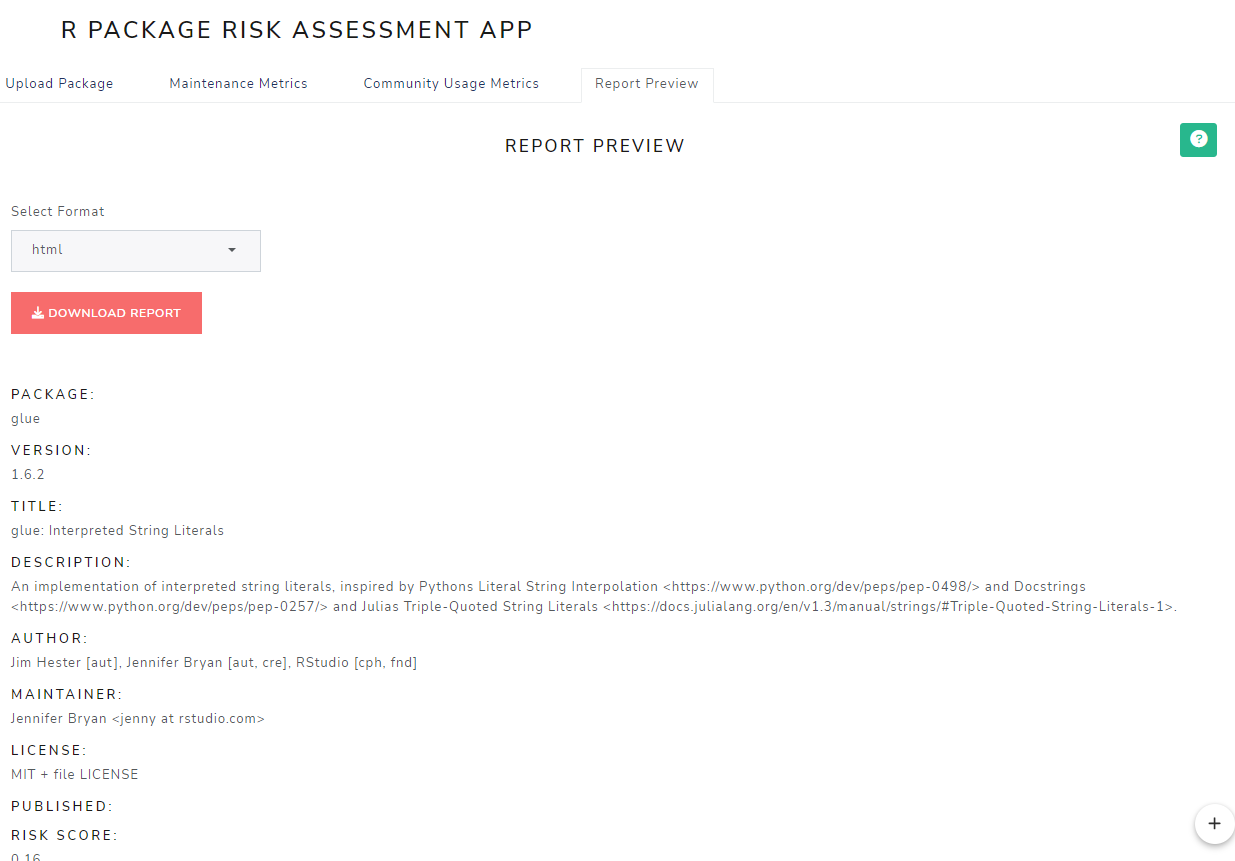 R PACKAGE RISK ASSESSMENT APP
Upload Package Maintenance Metrics Community Usage Metrics Report Preview
REPORT PREVIEW
?
Select Format
html
DOWNLOAD REPORT
PACKAGE:
glue
VERSION:
1.6.2
TITLE:
glue: Interpreted String Literals
DESCRIPTION:
An implementation of interpreted string literals, inspired by Pythons Literal String Interpolation <https://www.python.org/dev/peps/pep-0498/> and Docstrings
<https://www.python.org/dev/peps/pep-0257/> and Julias Triple-Quoted String Literals <https://docs.julialang.org/en/v1.3/manual/strings/#Triple-Quoted-String-Literals-1>.
AUTHOR:
Jim Hester [aut], Jennifer Bryan [aut, cre], RStudio [cph, fnd]
MAINTAINER:
Jennifer Bryan <jenny at rstudio.com>
LICENSE:
MIT + file LICENSE
PUBLISHED:
+
RISK SCORE:
0.16